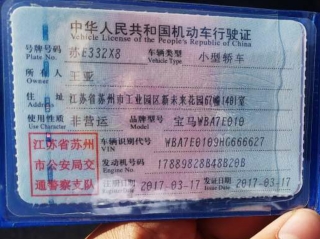 中华人民共和国机动车行驶证
Vehicle License of the People's Republic of China
号牌号码 苏E332X8 车辆类型 小型轿车
Plate No. Vehicle Type
所有人 王亚
Owner
住址 江苏省苏州市工业园区新未来花园67幢1401室
Address
使用性质 非营运 品牌型号 宝马WBA7E010
Use Character Model
江苏省苏州 车辆识别代号 WBA7E0109HG666627
VIN
市公安局交 发动机号码 17889828B48B20B
Engine No.
通警察支队 注册日期 2017-03-17 发证日期 2017-03-17
Register Date Issue Date